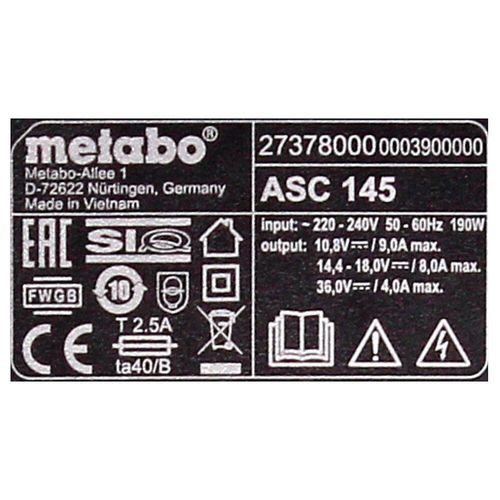 metabo®
Metabo-Allee 1
D-72622 Nürtingen, Germany
Made in Vietnam
EAC
SIQ
FWGB
10
T 2.5A
CE
ta40/B
27378000 0003900000
ASC 145
input: ~ 220 - 240V 50 - 60Hz 190W
output: 10,8V⎓ / 9,0A max.
14,4 - 18,0V⎓ / 8,0A max.
36,0V⎓ / 4,0A max.